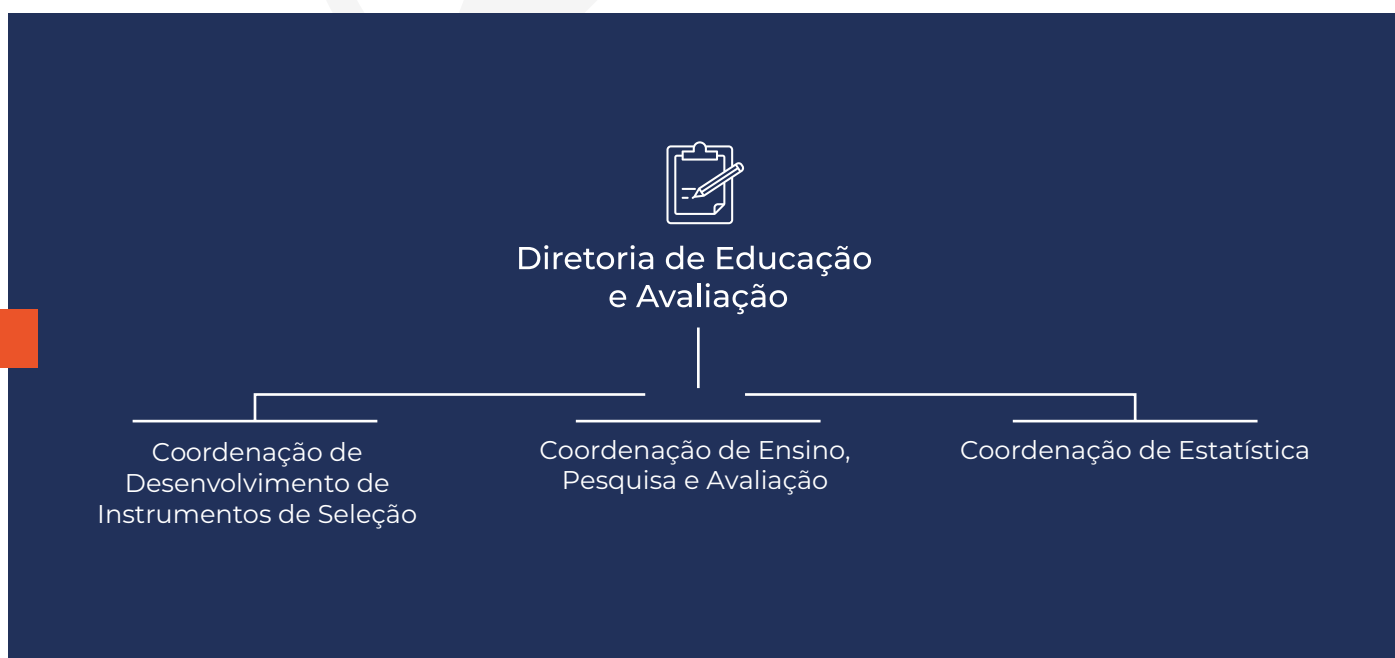 Diretoria de Educação
e Avaliação
Coordenação de
Desenvolvimento de
Instrumentos de Seleção
Coordenação de Ensino,
Pesquisa e Avaliação
Coordenação de Estatística